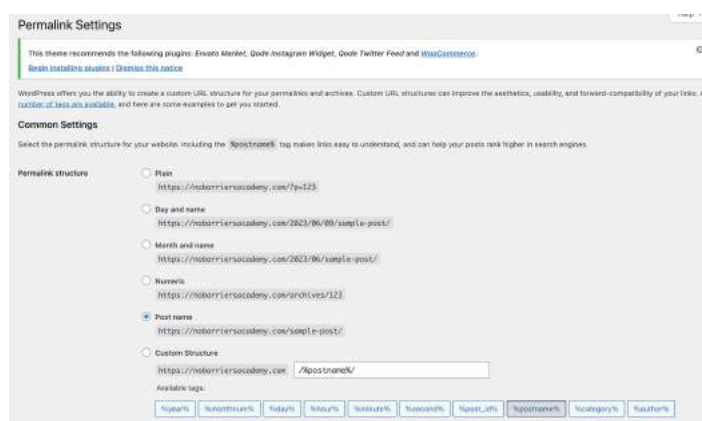 Help
Permalink Settings
This theme recommends the following plugins: Envato Market, Qode Instagram Widget, Qode Twitter Feed and WooCommerce.
Begin installing plugins | Dismiss this notice
WordPress offers you the ability to create a custom URL structure for your permalinks and archives. Custom URL structures can improve the aesthetics, usability, and forward-compatibility of your links. A
number of tags are available, and here are some examples to get you started.
Common Settings
Select the permalink structure for your website. Including the %postname% tag makes links easy to understand, and can help your posts rank higher in search engines.
Permalink structure
Plain
https://nobarriersacademy.com/?p=123
Day and name
https://nobarriersacademy.com/2023/06/09/sample-post/
Month and name
https://nobarriersacademy.com/2023/06/sample-post/
Numeric
https://nobarriersacademy.com/archives/123
Post name
https://nobarriersacademy.com/sample-post/
Custom Structure
https://nobarriersacademy.com /%postname%/
Available tags:
%year% %monthnum% %day% %hour% %minute% %second% %post_id% %postname% %category% %author%